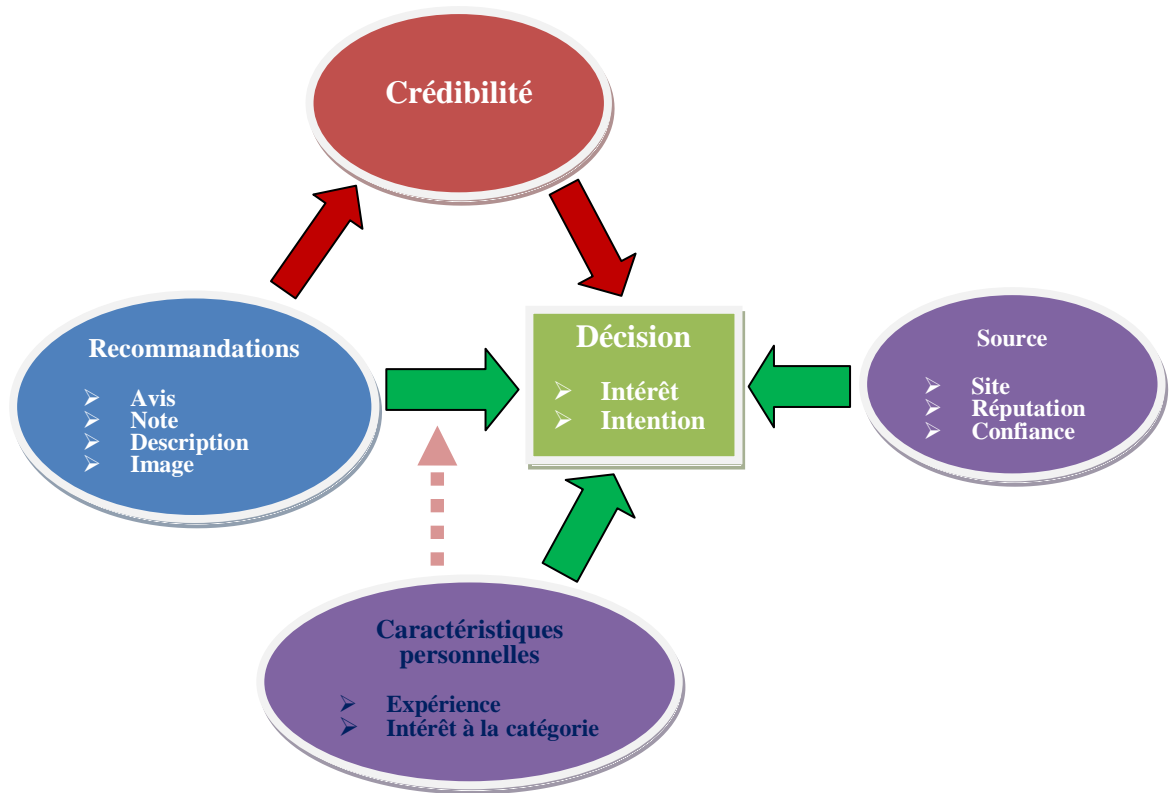 Crédibilité
Recommandations
➢ Avis
➢ Note
➢ Description
➢ Image
Décision
➢ Intérêt
➢ Intention
Source
➢ Site
➢ Réputation
➢ Confiance
Caractéristiques
personnelles
➢ Expérience
➢ Intérêt à la catégorie